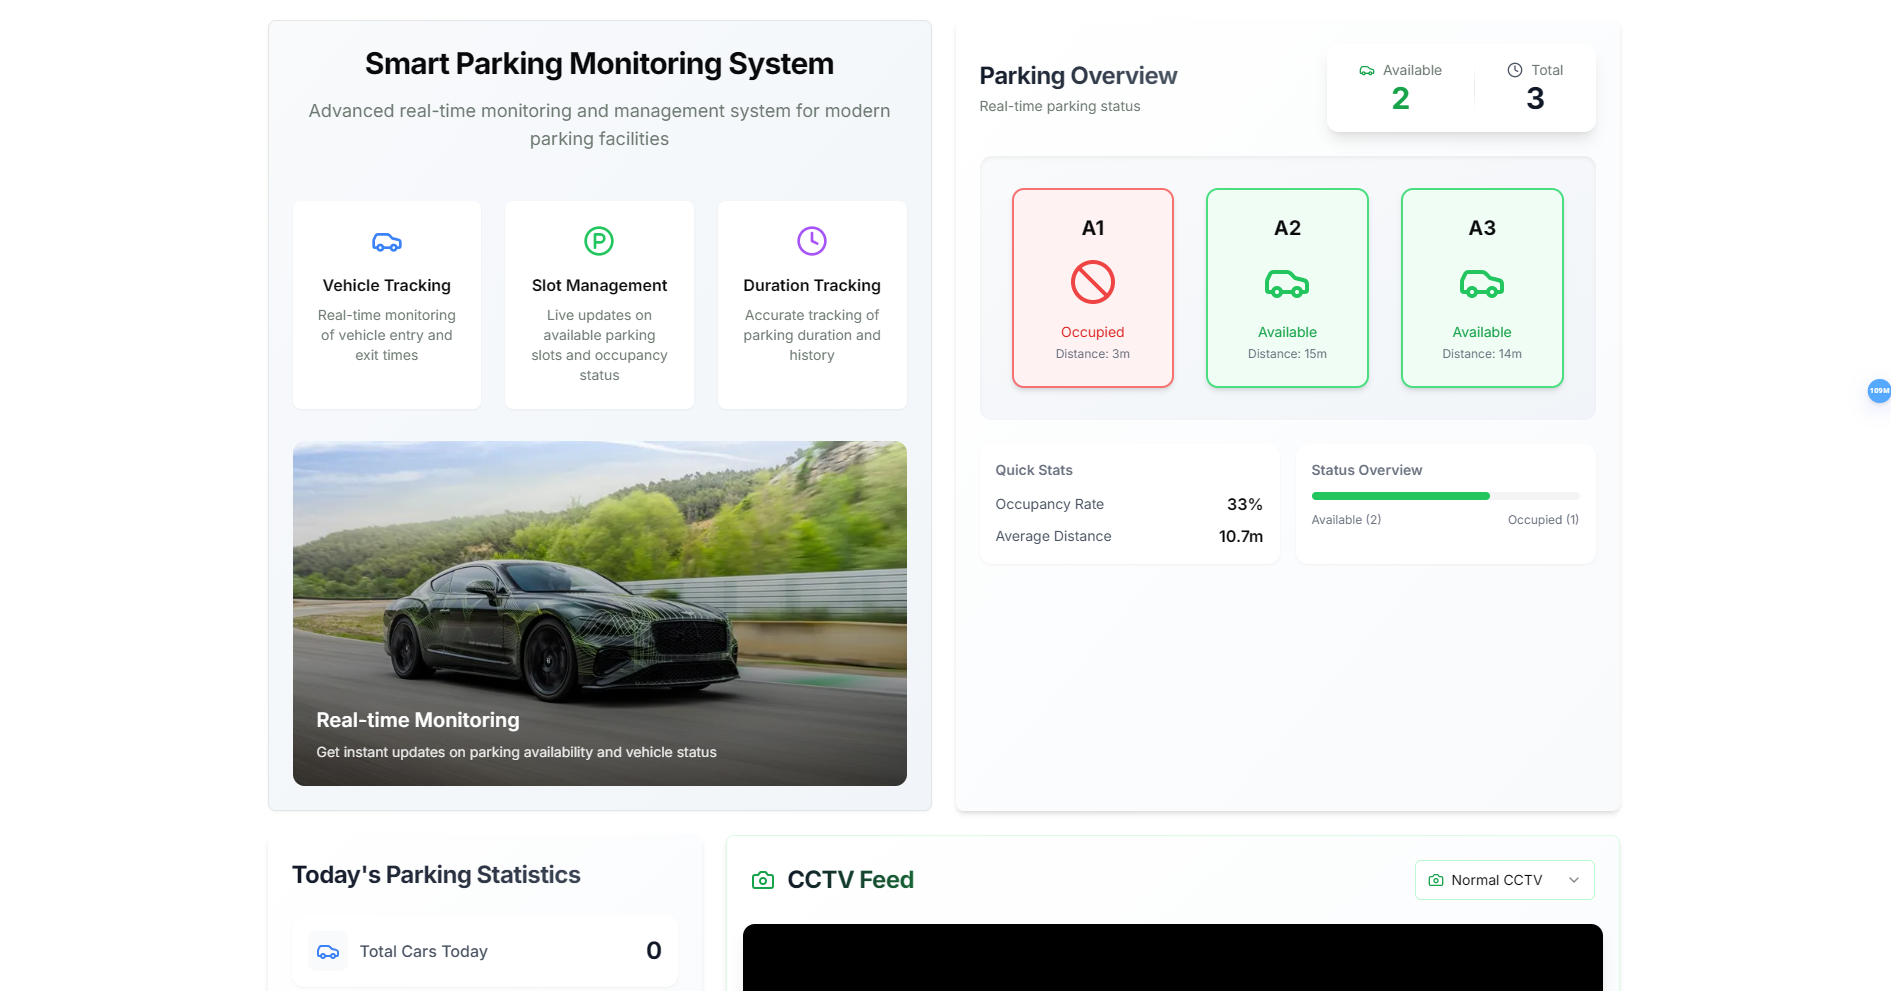 Smart Parking Monitoring System
Advanced real-time monitoring and management system for modern
parking facilities
Vehicle Tracking
Real-time monitoring
of vehicle entry and
exit times
Slot Management
Live updates on
available parking
slots and occupancy
status
Duration Tracking
Accurate tracking of
parking duration and
history
Real-time Monitoring
Get instant updates on parking availability and vehicle status
Parking Overview
Real-time parking status
Available
2
Total
3
A1
Occupied
Distance: 3m
A2
Available
Distance: 15m
A3
Available
Distance: 14m
Quick Stats
Occupancy Rate 33%
Average Distance 10.7m
Status Overview
Available (2) Occupied (1)
109M
Today's Parking Statistics
Total Cars Today 0
CCTV Feed
Normal CCTV